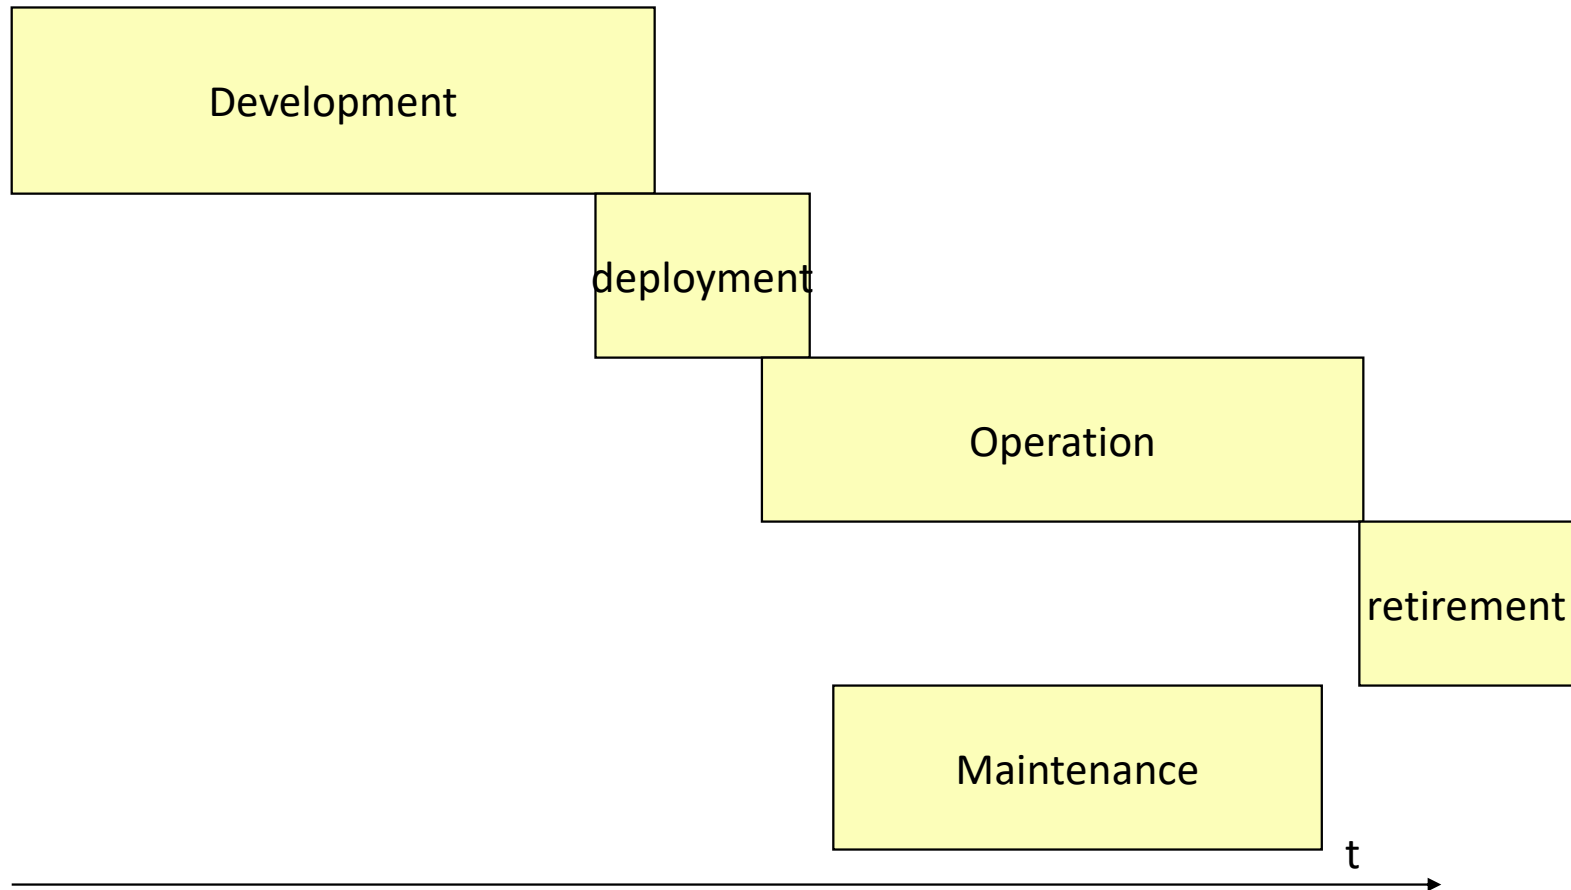 Development
deployment
Operation
retirement
Maintenance
t